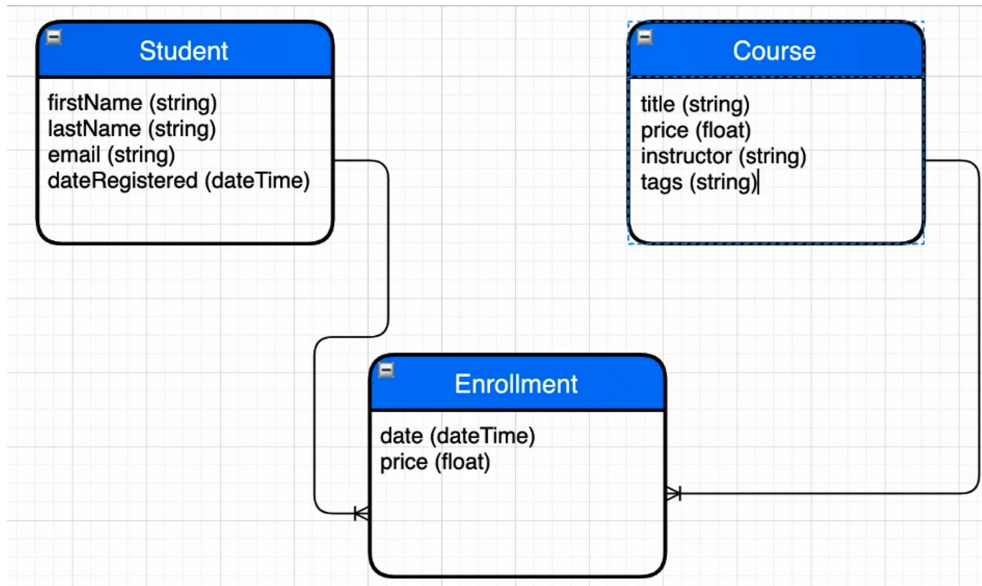 Student
firstName (string)
lastName (string)
email (string)
dateRegistered (dateTime)
Course
title (string)
price (float)
instructor (string)
tags (string)
Enrollment
date (dateTime)
price (float)